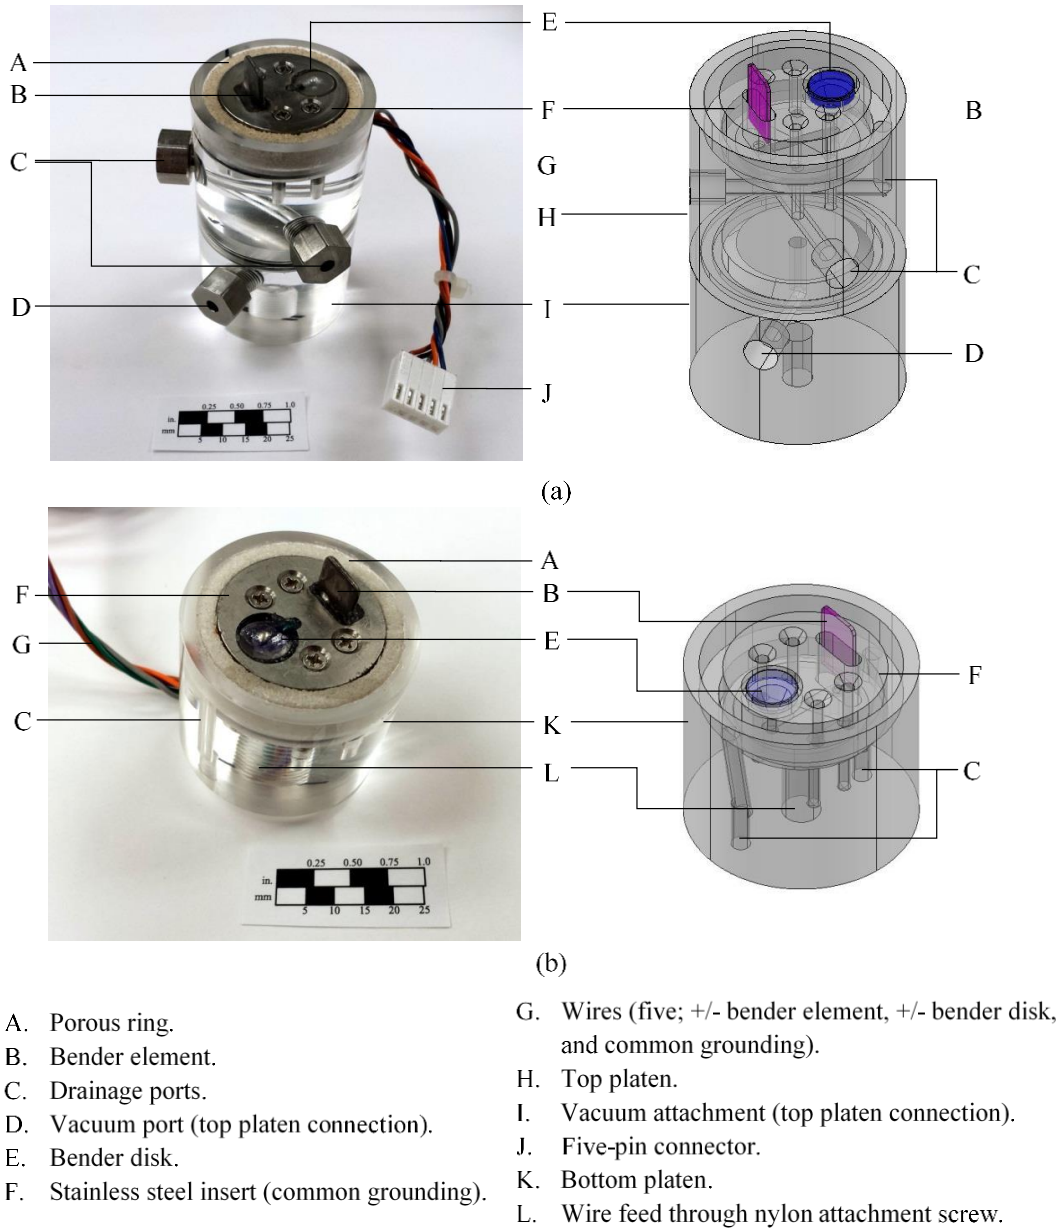 E
A
B
F
B
C
G
H
C
D
I
D
J
0.25 0.50 0.75 1.0
in.
mm
5 10 15 20 25
(a)
A
F
B
G
E
F
C
K
L
C
0.25 0.50 0.75 1.0
in.
mm
5 10 15 20 25
(b)
A. Porous ring.
B. Bender element.
C. Drainage ports.
D. Vacuum port (top platen connection).
E. Bender disk.
F. Stainless steel insert (common grounding).
G. Wires (five; +/- bender element, +/- bender disk,
and common grounding).
H. Top platen.
I. Vacuum attachment (top platen connection).
J. Five-pin connector.
K. Bottom platen.
L. Wire feed through nylon attachment screw.